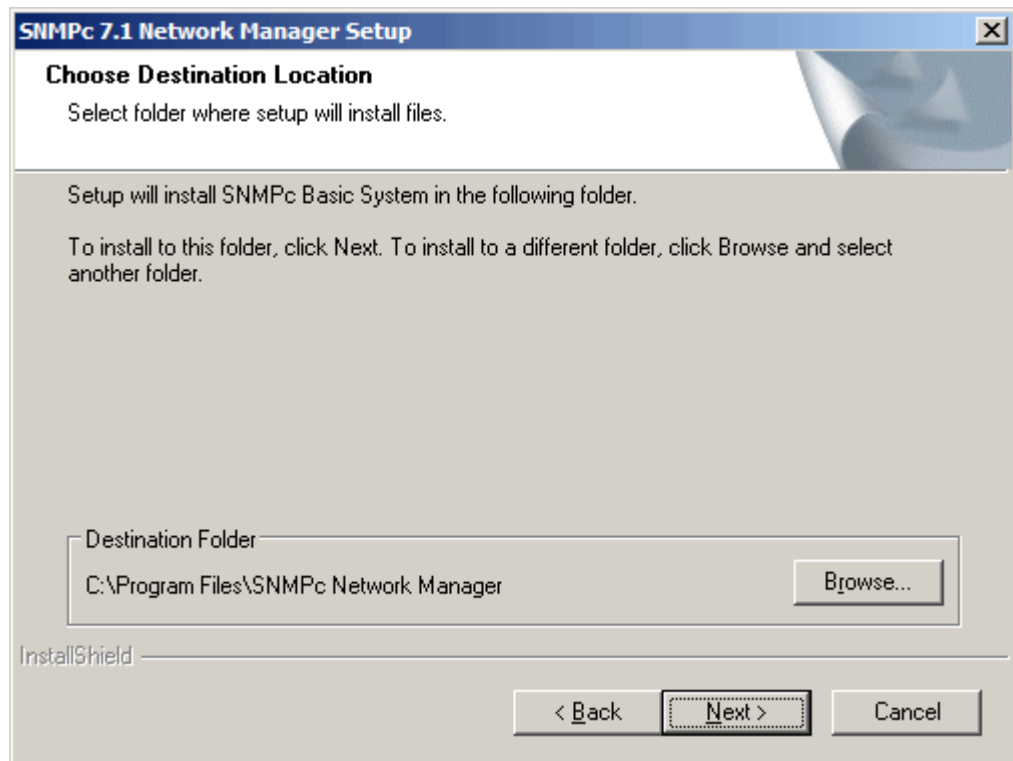 SNMPc 7.1 Network Manager Setup
Choose Destination Location
Select folder where setup will install files.
Setup will install SNMPc Basic System in the following folder.
To install to this folder, click Next. To install to a different folder, click Browse and select
another folder.
Destination Folder
C:\Program Files\SNMPc Network Manager
Browse...
InstallShield
< Back
Next >
Cancel